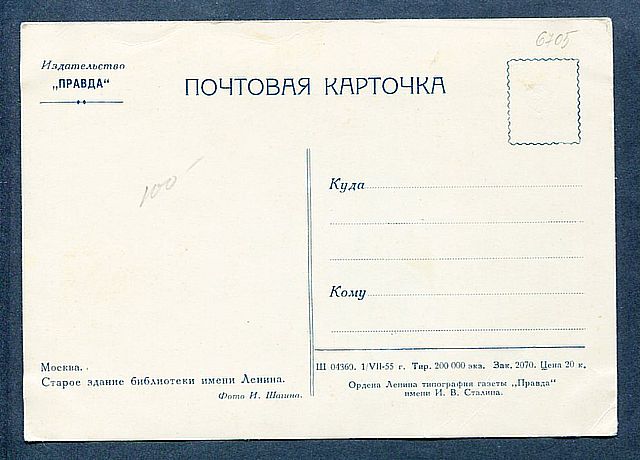 6705
Издательство
„ПРАВДА“
ПОЧТОВАЯ КАРТОЧКА
100
Куда
Кому
Москва.
Старое здание библиотеки имени Ленина.
Фото И. Шагина.
Ш 04360. 1/VII-55 г. Тир. 200 000 экз. Зак. 2070. Цена 20 к.
Ордена Ленина типография газеты „Правда“
имени И. В. Сталина.